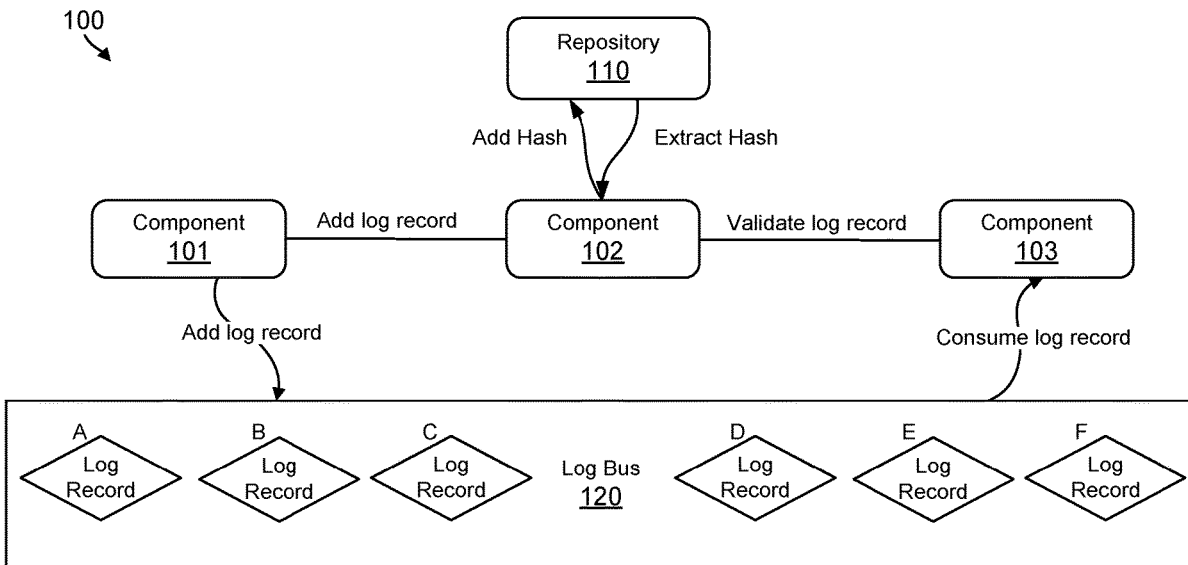 100
Repository
110
Add Hash
Extract Hash
Component
101
Add log record
Component
102
Validate log record
Component
103
Add log record
Consume log record
A
B
C
D
E
F
Log
Record
Log
Record
Log
Record
Log Bus
120
Log
Record
Log
Record
Log
Record